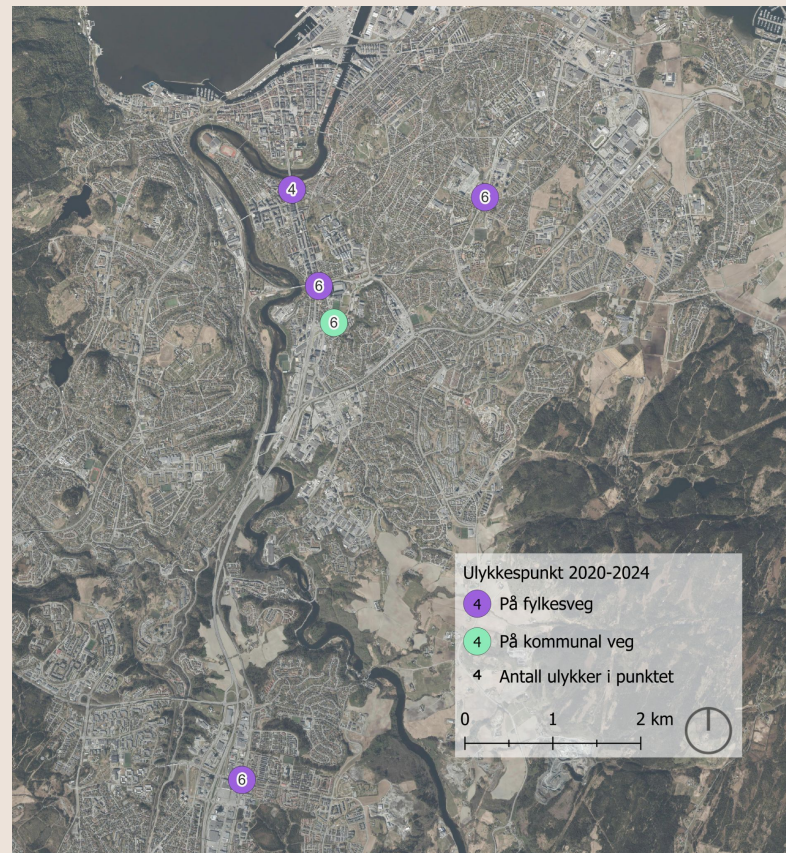 4
6
6
6
Ulykkespunkt 2020-2024
4 På fylkesveg
4 På kommunal veg
4 Antall ulykker i punktet
0 1 2 km
6